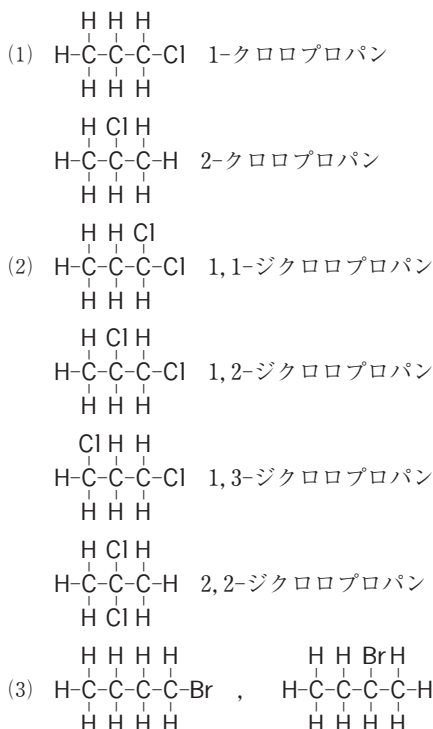 H H H
(1) H-C-C-C-Cl 1-クロロプロパン
H H H
H Cl H
H-C-C-C-H 2-クロロプロパン
H H H
H H Cl
(2) H-C-C-C-Cl 1,1-ジクロロプロパン
H H H
H Cl H
H-C-C-C-Cl 1,2-ジクロロプロパン
H H H
Cl H H
H-C-C-C-Cl 1,3-ジクロロプロパン
H H H
H Cl H
H-C-C-C-H 2,2-ジクロロプロパン
H Cl H
H H H H H H Br H
(3) H-C-C-C-C-Br , H-C-C-C-C-H
H H H H H H H H